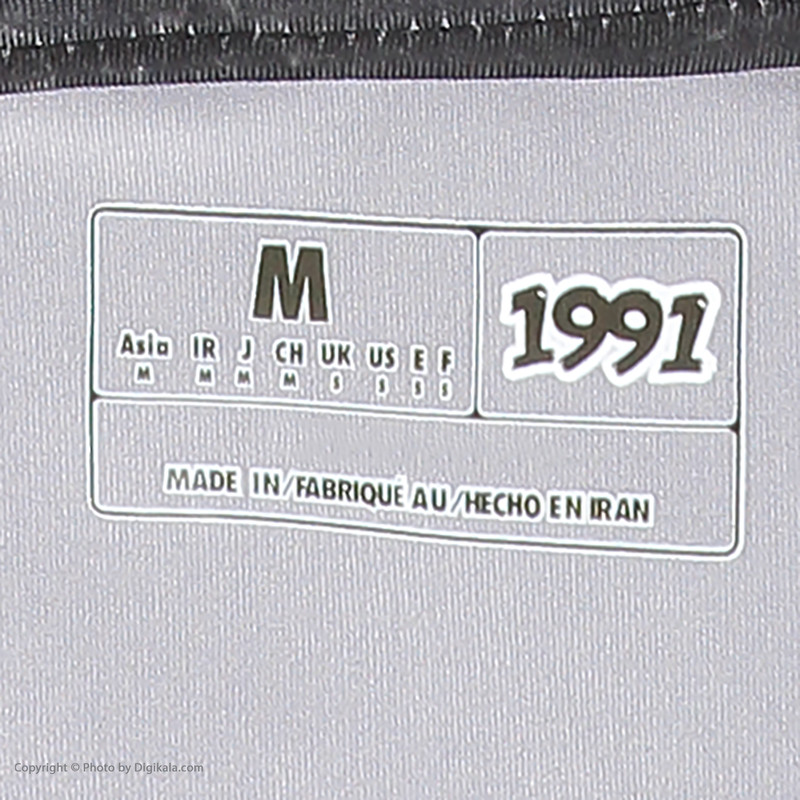 M
Asia IR J CH UK US E F
M M M M S S S S
1991
MADE IN/FABRIQUÉ AU/HECHO EN IRAN
Copyright © Photo by Digikala.com